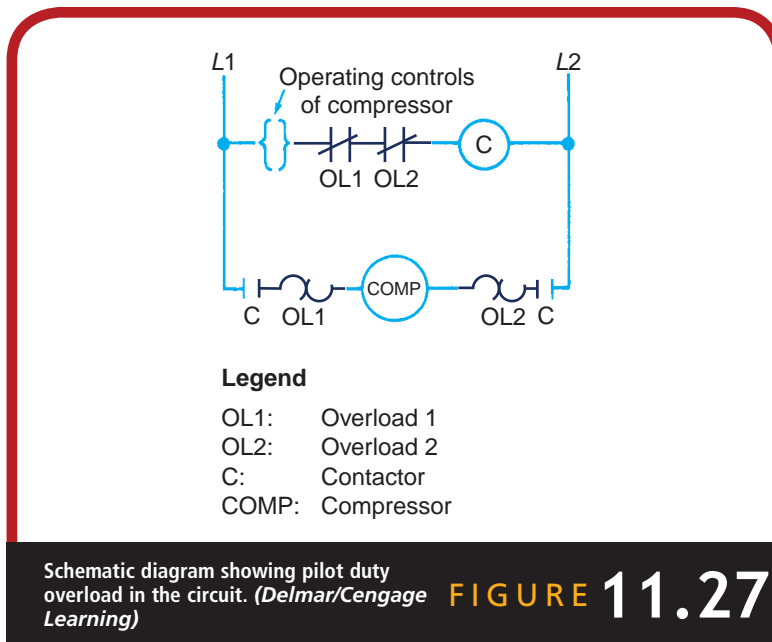 L1 L2
Operating controls
of compressor
C
OL1 OL2
COMP
C OL1 OL2 C
Legend
OL1: Overload 1
OL2: Overload 2
C: Contactor
COMP: Compressor
Schematic diagram showing pilot duty
overload in the circuit. (Delmar/Cengage
Learning)
FIGURE 11.27